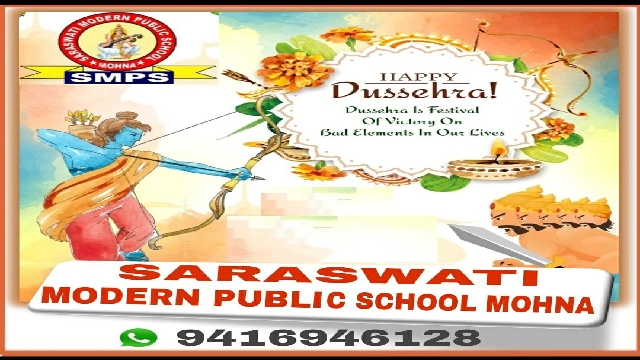 SARASWATI MODERN PUBLIC SCHOOL
MOHNA
SMPS
HAPPY
Dussehra!
Dussehra Is Festival
Of Victory On
Bad Elements In Our Lives
SARASWATI
MODERN PUBLIC SCHOOL MOHNA
9416946128